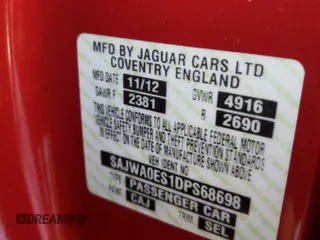 MFD BY JAGUAR CARS LTD
COVENTRY ENGLAND
MFD DATE 11/12 GVWR 4916
GAWR F 2381 R 2690
THIS VEHICLE CONFORMS TO ALL APPLICABLE FEDERAL MOTOR
VEHICLE SAFETY, BUMPER AND THEFT PREVENTION STANDARDS
IN EFFECT ON THE DATE OF MANUFACTURE SHOWN ABOVE
VEH IDENT NO
SAJWA0ES1DPS68698
TYPE PASSENGER CAR
PAINT CAJ TRIM SEL
DREAMBID